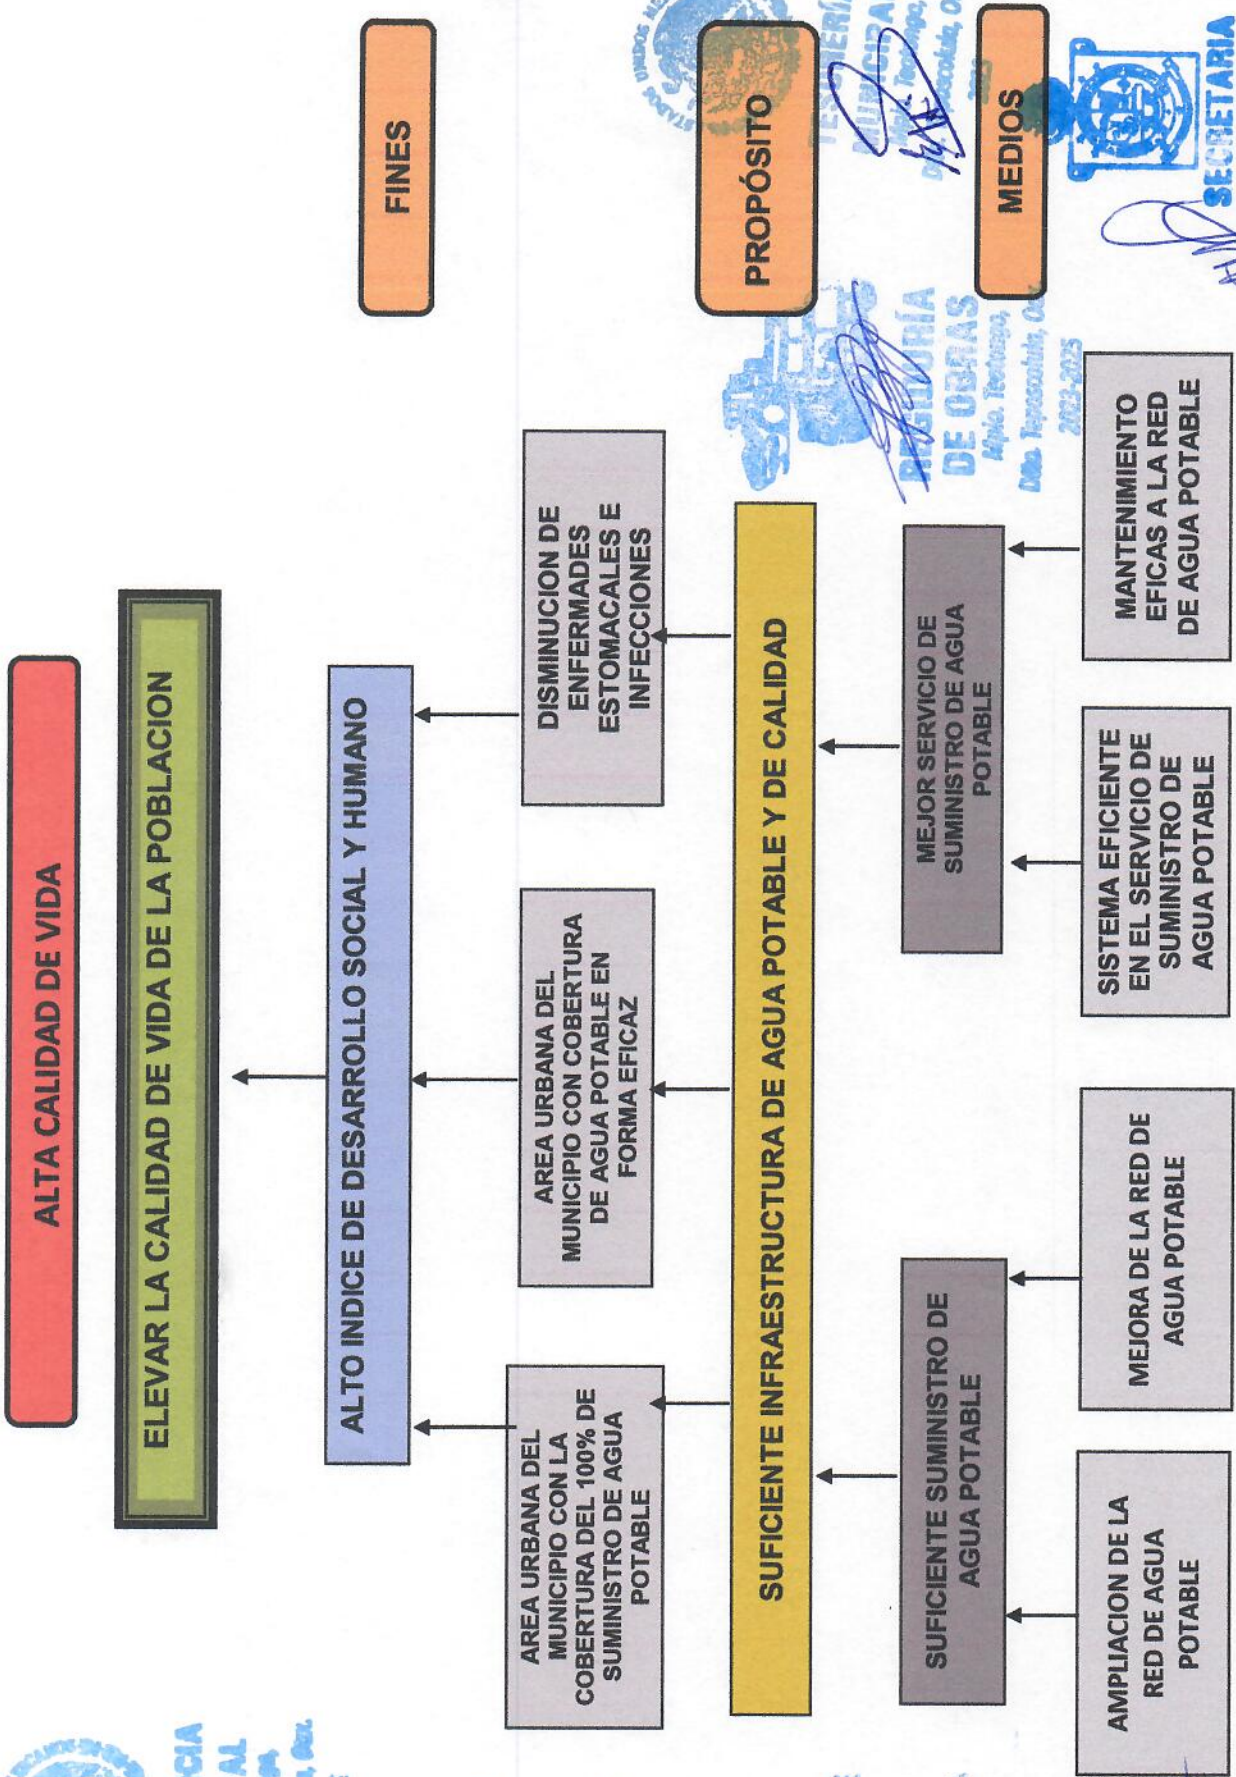 ALTA CALIDAD DE VIDA
ELEVAR LA CALIDAD DE VIDA DE LA POBLACION
FINES
ALTO INDICE DE DESARROLLO SOCIAL Y HUMANO
AREA URBANA DEL
MUNICIPIO CON LA
COBERTURA DEL 100% DE
SUMINISTRO DE AGUA
POTABLE
AREA URBANA DEL
MUNICIPIO CON COBERTURA
DE AGUA POTABLE EN
FORMA EFICAZ
DISMINUCION DE
ENFERMADES
ESTOMACALES E
INFECCIONES
PROPÓSITO
SUFICIENTE INFRAESTRUCTURA DE AGUA POTABLE Y DE CALIDAD
SUFICIENTE SUMINISTRO DE
AGUA POTABLE
MEJOR SERVICIO DE
SUMINISTRO DE AGUA
POTABLE
MEDIOS
AMPLIACION DE LA
RED DE AGUA
POTABLE
MEJORA DE LA RED DE
AGUA POTABLE
SISTEMA EFICIENTE
EN EL SERVICIO DE
SUMINISTRO DE
AGUA POTABLE
MANTENIMIENTO
EFICAS A LA RED
DE AGUA POTABLE
REGIDURÍA
DE OBRAS
2023-2025
UNIDOS
MUNICIPA
SECRETARIA